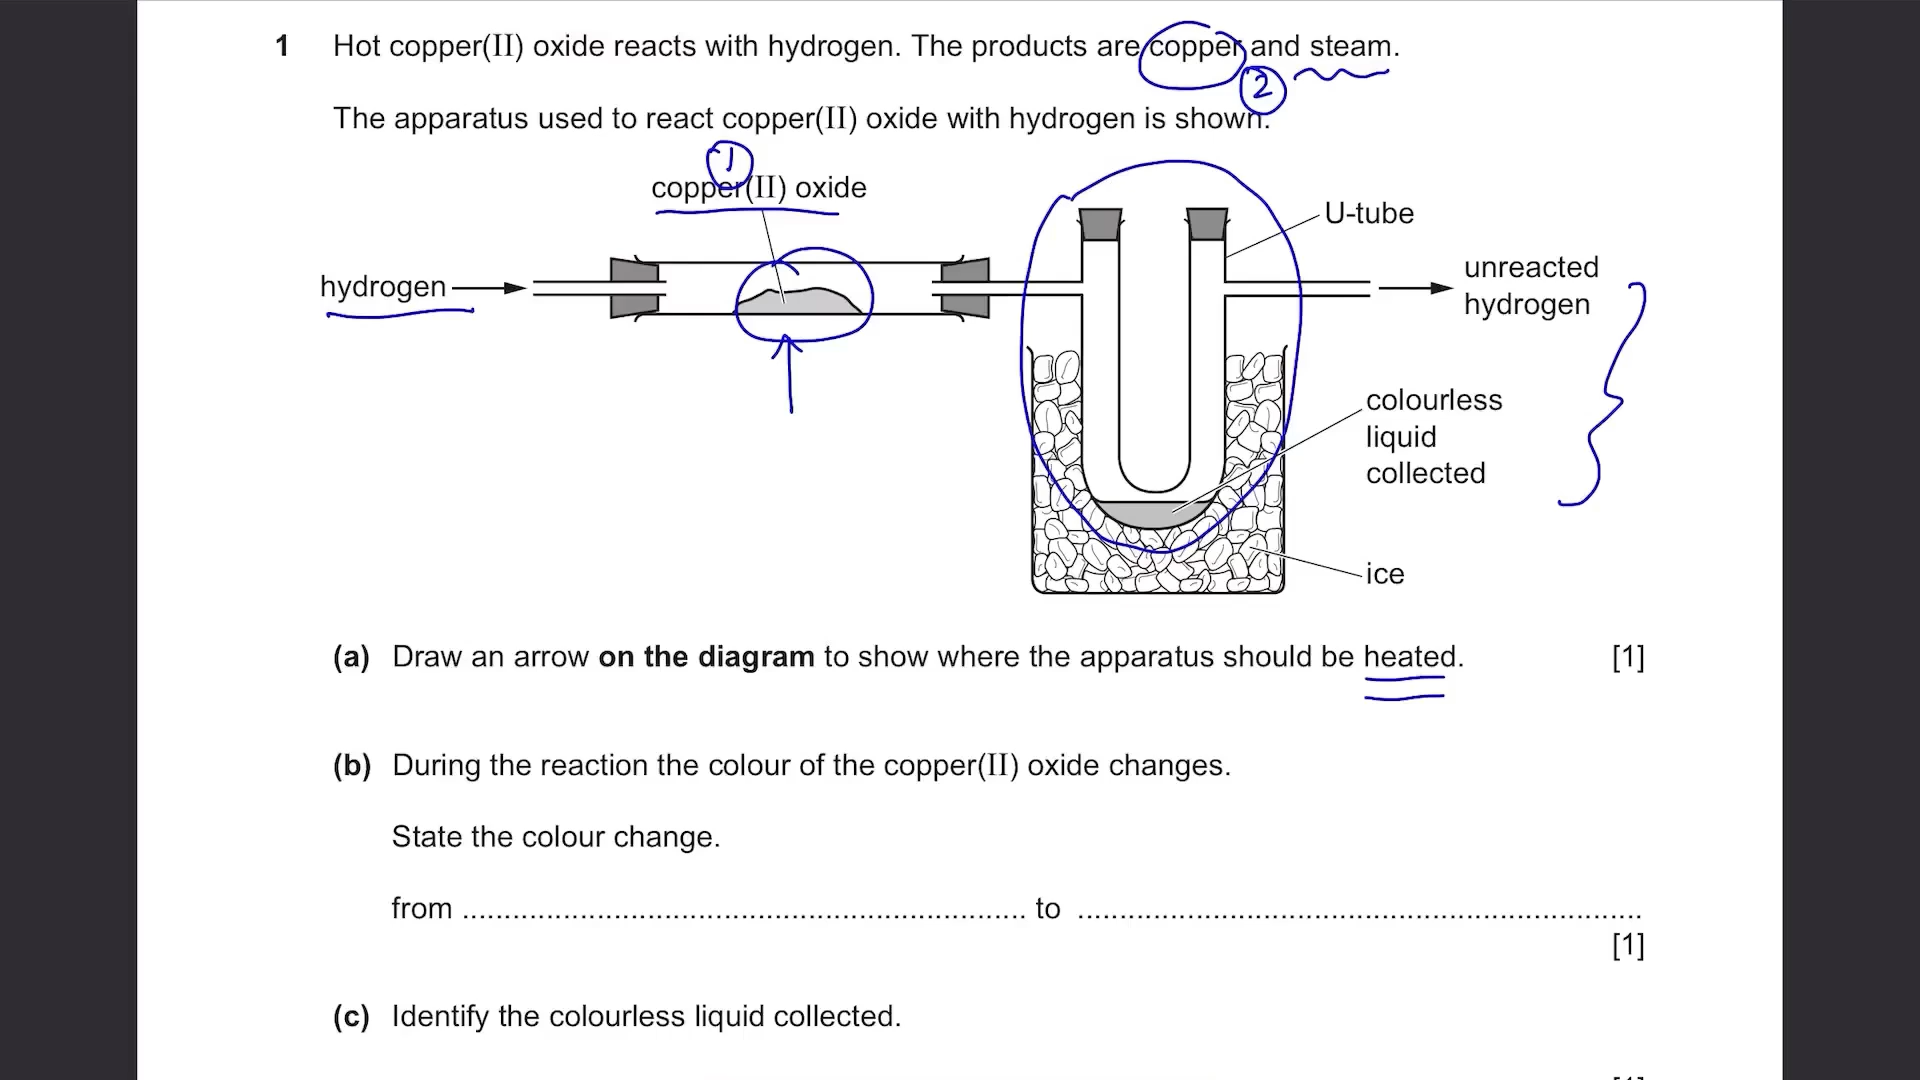 1 Hot copper(II) oxide reacts with hydrogen. The products are copper and steam.
2
The apparatus used to react copper(II) oxide with hydrogen is shown.
1
copper(II) oxide
U-tube
hydrogen
unreacted
hydrogen
colourless
liquid
collected
ice
(a) Draw an arrow on the diagram to show where the apparatus should be heated. [1]
(b) During the reaction the colour of the copper(II) oxide changes.
State the colour change.
from ........................................................................ to ........................................................................
[1]
(c) Identify the colourless liquid collected.